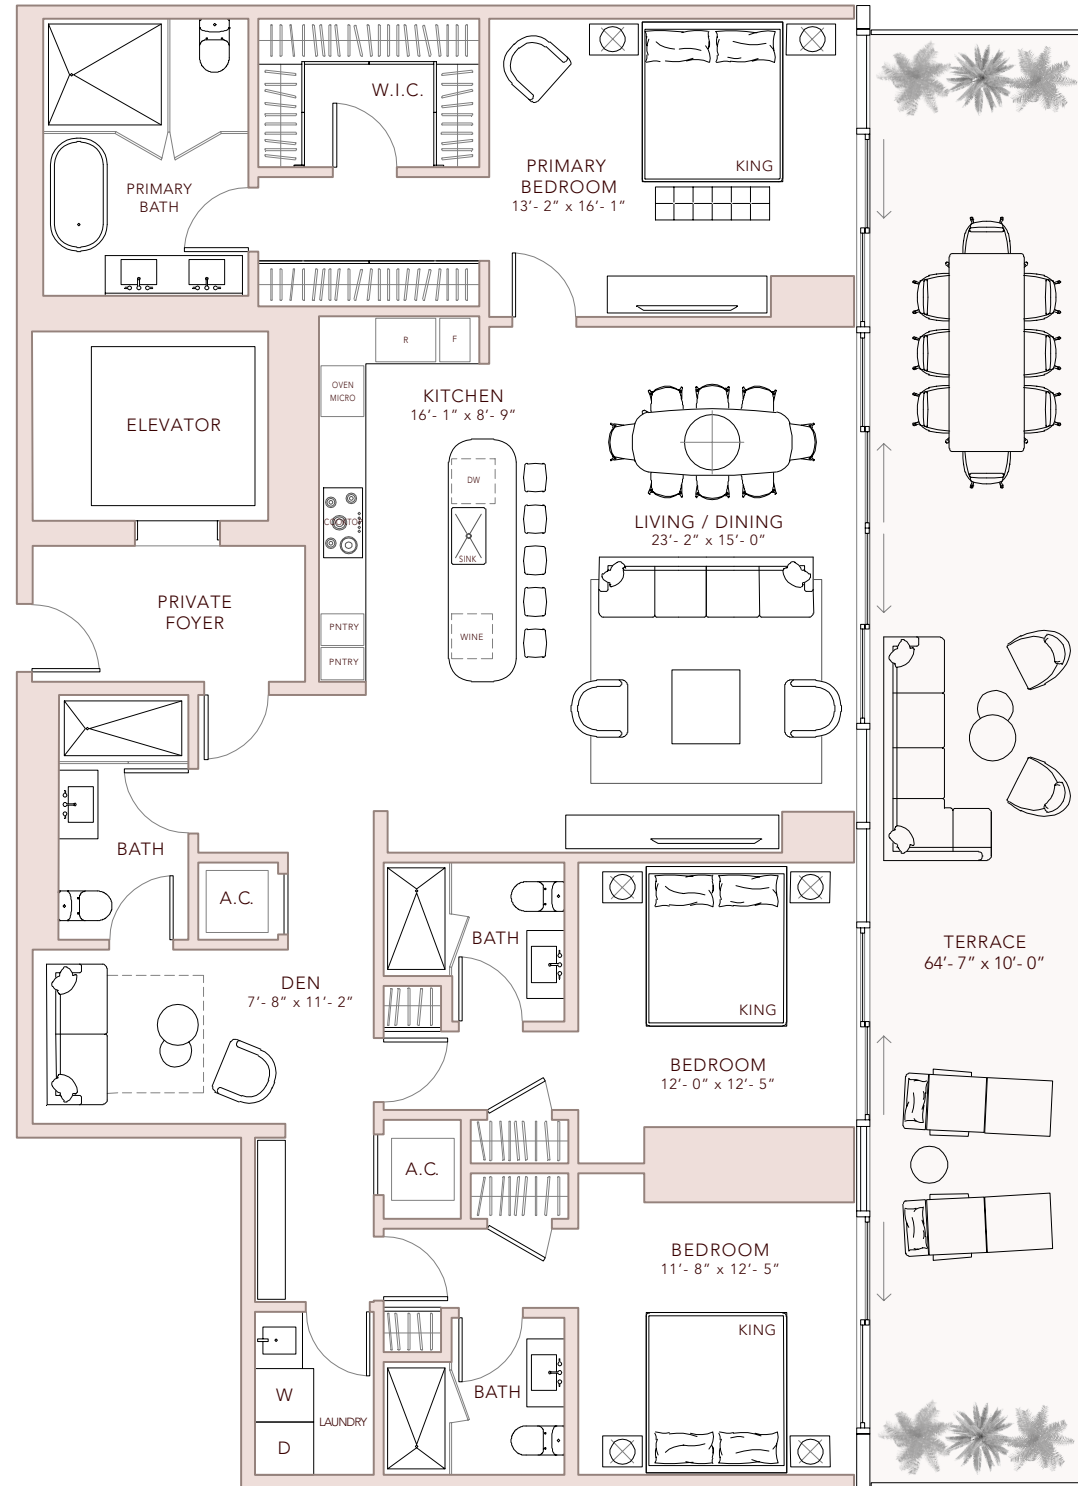 W.I.C.
KING
PRIMARY
BEDROOM
13'- 2" x 16'- 1"
PRIMARY
BATH
R
F
OVEN
MICRO
KITCHEN
16'- 1" x 8'- 9"
ELEVATOR
DW
COOKTOP
SINK
LIVING / DINING
23'- 2" x 15'- 0"
PRIVATE
FOYER
PNTRY
WINE
PNTRY
BATH
A.C.
BATH
TERRACE
64'- 7" x 10'- 0"
DEN
7'- 8" x 11'- 2"
KING
BEDROOM
12'- 0" x 12'- 5"
A.C.
BEDROOM
11'- 8" x 12'- 5"
KING
W
BATH
LAUNDRY
D